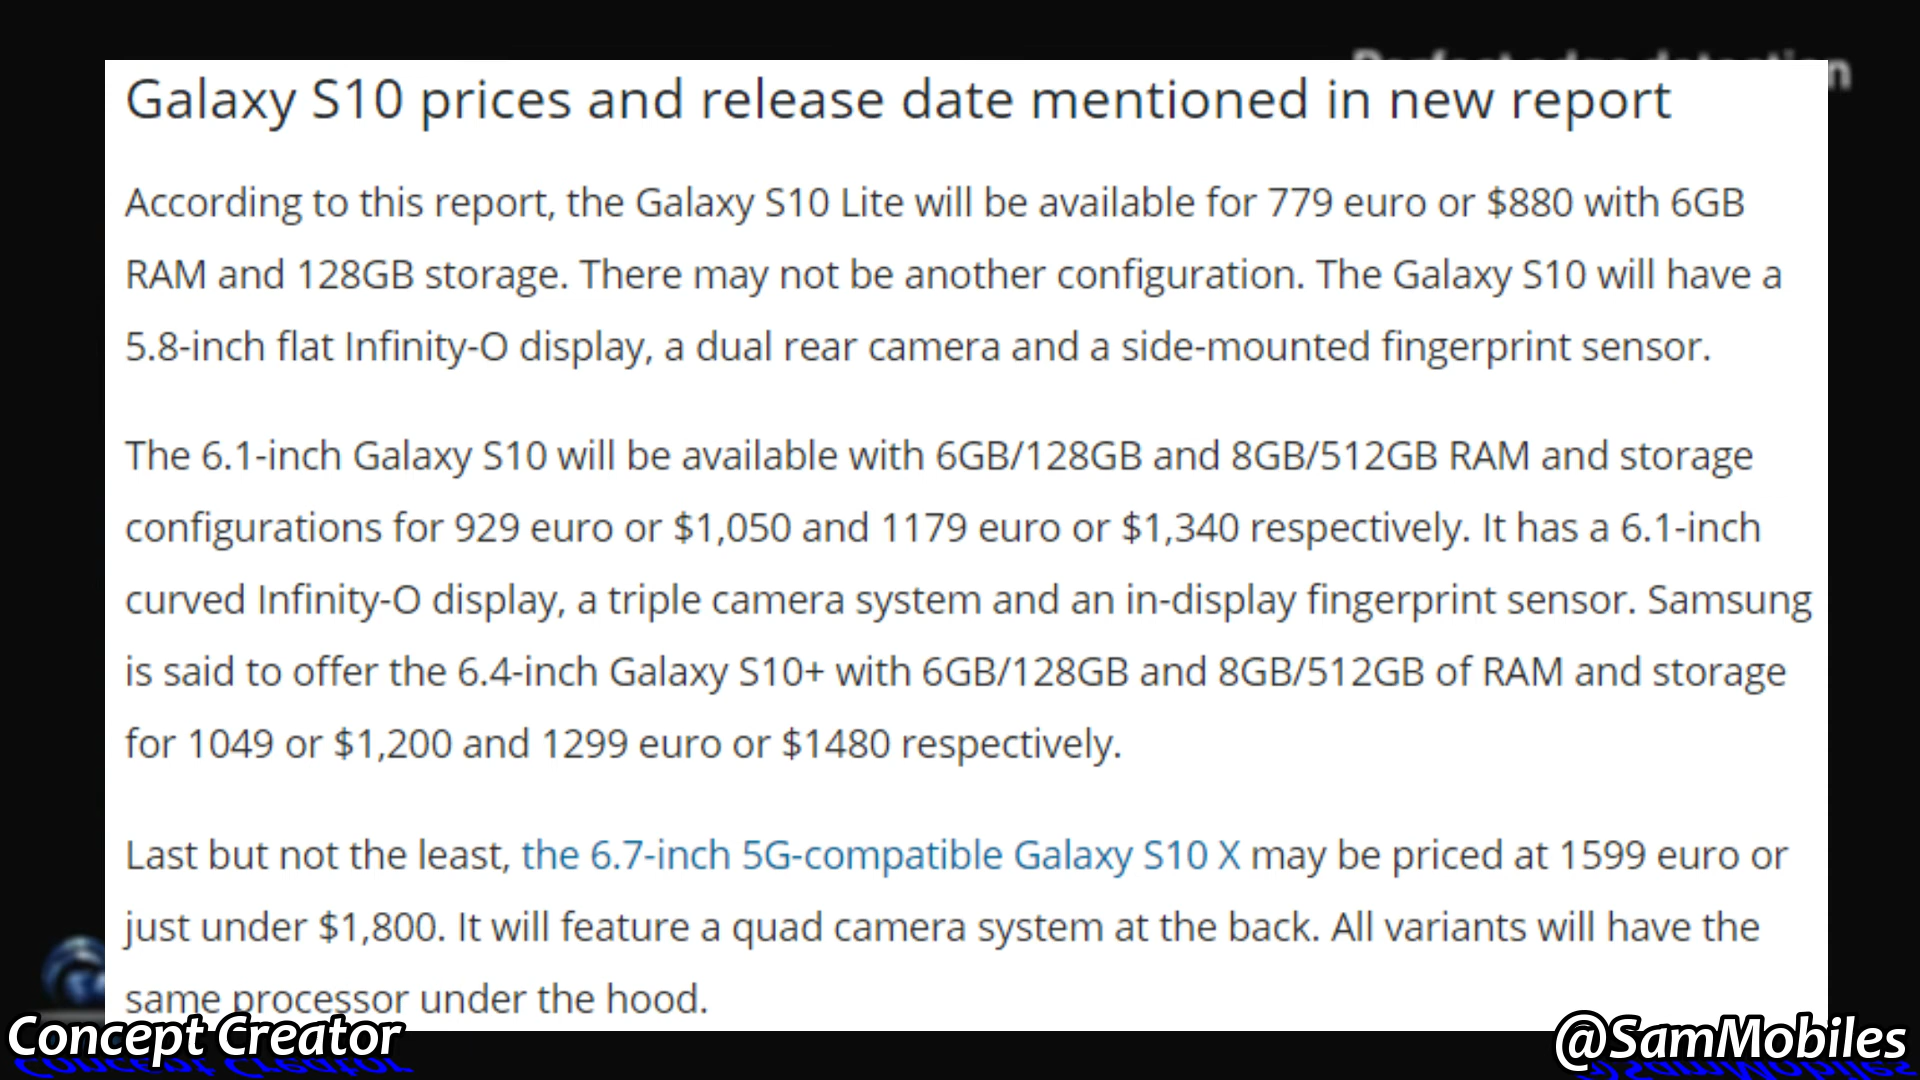 Galaxy S10 prices and release date mentioned in new report
According to this report, the Galaxy S10 Lite will be available for 779 euro or $880 with 6GB
RAM and 128GB storage. There may not be another configuration. The Galaxy S10 will have a
5.8-inch flat Infinity-O display, a dual rear camera and a side-mounted fingerprint sensor.
The 6.1-inch Galaxy S10 will be available with 6GB/128GB and 8GB/512GB RAM and storage
configurations for 929 euro or $1,050 and 1179 euro or $1,340 respectively. It has a 6.1-inch
curved Infinity-O display, a triple camera system and an in-display fingerprint sensor. Samsung
is said to offer the 6.4-inch Galaxy S10+ with 6GB/128GB and 8GB/512GB of RAM and storage
for 1049 or $1,200 and 1299 euro or $1480 respectively.
Last but not the least, the 6.7-inch 5G-compatible Galaxy S10 X may be priced at 1599 euro or
just under $1,800. It will feature a quad camera system at the back. All variants will have the
same processor under the hood.
Concept Creator
@SamMobiles